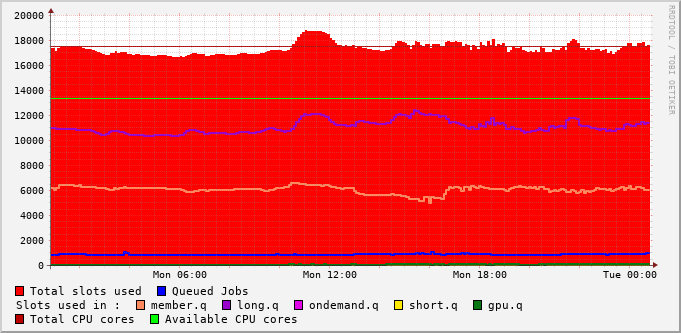 20000
18000
16000
14000
12000
10000
8000
6000
4000
2000
0
Mon 06:00 Mon 12:00 Mon 18:00 Tue 00:00
RRDTOOL / TOBI OETIKER
Total slots used Queued Jobs
Slots used in : member.q long.q ondemand.q short.q gpu.q
Total CPU cores Available CPU cores